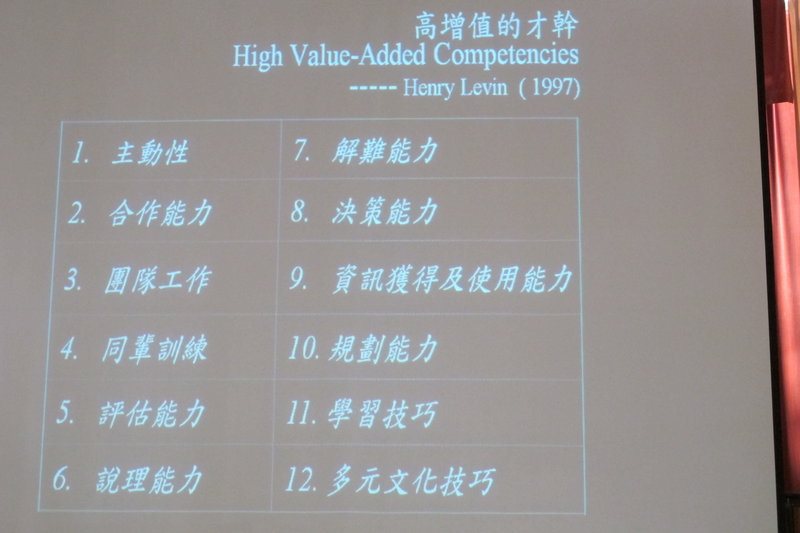 高增值的才幹
High Value-Added Competencies
----- Henry Levin ( 1997)
1. 主動性
2. 合作能力
3. 團隊工作
4. 同輩訓練
5. 評估能力
6. 說理能力
7. 解難能力
8. 決策能力
9. 資訊獲得及使用能力
10. 規劃能力
11. 學習技巧
12. 多元文化技巧